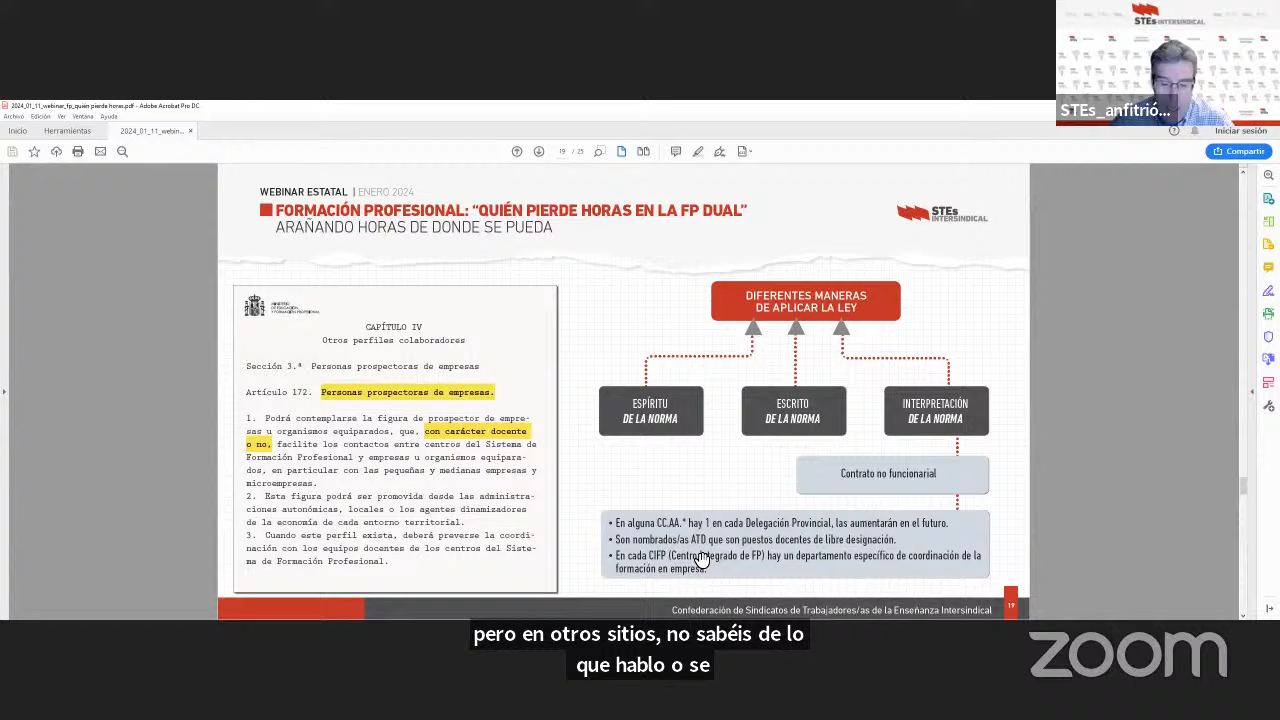 STEs-INTERSINDICAL
STEs_anfitrió...
2024_01_11_webinar_fp_quién pierde horas.pdf - Adobe Acrobat Pro DC
Archivo Edición Ver Ventana Ayuda
Inicio Herramientas 2024_01_11_webin... × Iniciar sesión
19 / 25 Compartir
WEBINAR ESTATAL | ENERO 2024
FORMACIÓN PROFESIONAL: “QUIÉN PIERDE HORAS EN LA FP DUAL”
ARAÑANDO HORAS DE DONDE SE PUEDA
STEs
INTERSINDICAL
MINISTERIO
DE EDUCACIÓN
Y FORMACIÓN PROFESIONAL
CAPÍTULO IV
Otros perfiles colaboradores
Sección 3.ª Personas prospectoras de empresas
Artículo 172. Personas prospectoras de empresas.
1. Podrá contemplarse la figura de prospector de empre-
sas u organismos equiparados, que, con carácter docente
o no, facilite los contactos entre centros del Sistema de
Formación Profesional y empresas u organismos equipara-
dos, en particular con las pequeñas y medianas empresas y
microempresas.
2. Esta figura podrá ser promovida desde las administra-
ciones autonómicas, locales o los agentes dinamizadores
de la economía de cada entorno territorial.
3. Cuando este perfil exista, deberá preverse la coordi-
nación con los equipos docentes de los centros del Siste-
ma de Formación Profesional.
DIFERENTES MANERAS
DE APLICAR LA LEY
ESPÍRITU
DE LA NORMA
ESCRITO
DE LA NORMA
INTERPRETACIÓN
DE LA NORMA
Contrato no funcionarial
• En alguna CC.AA.* hay 1 en cada Delegación Provincial, las aumentarán en el futuro.
• Son nombrados/as ATD que son puestos docentes de libre designación.
• En cada CIFP (Centro Integrado de FP) hay un departamento específico de coordinación de la
formación en empresa.
Confederación de Sindicatos de Trabajadores/as de la Enseñanza Intersindical
19
pero en otros sitios, no sabéis de lo
que hablo o se
zoom